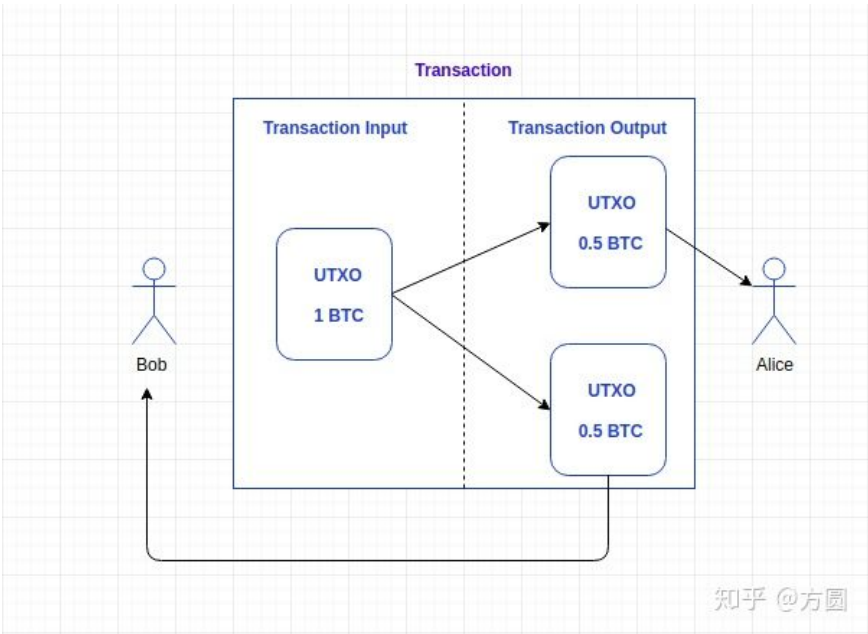 Transaction
Transaction Input
Transaction Output
UTXO
1 BTC
UTXO
0.5 BTC
UTXO
0.5 BTC
Bob
Alice
知乎 @方圆